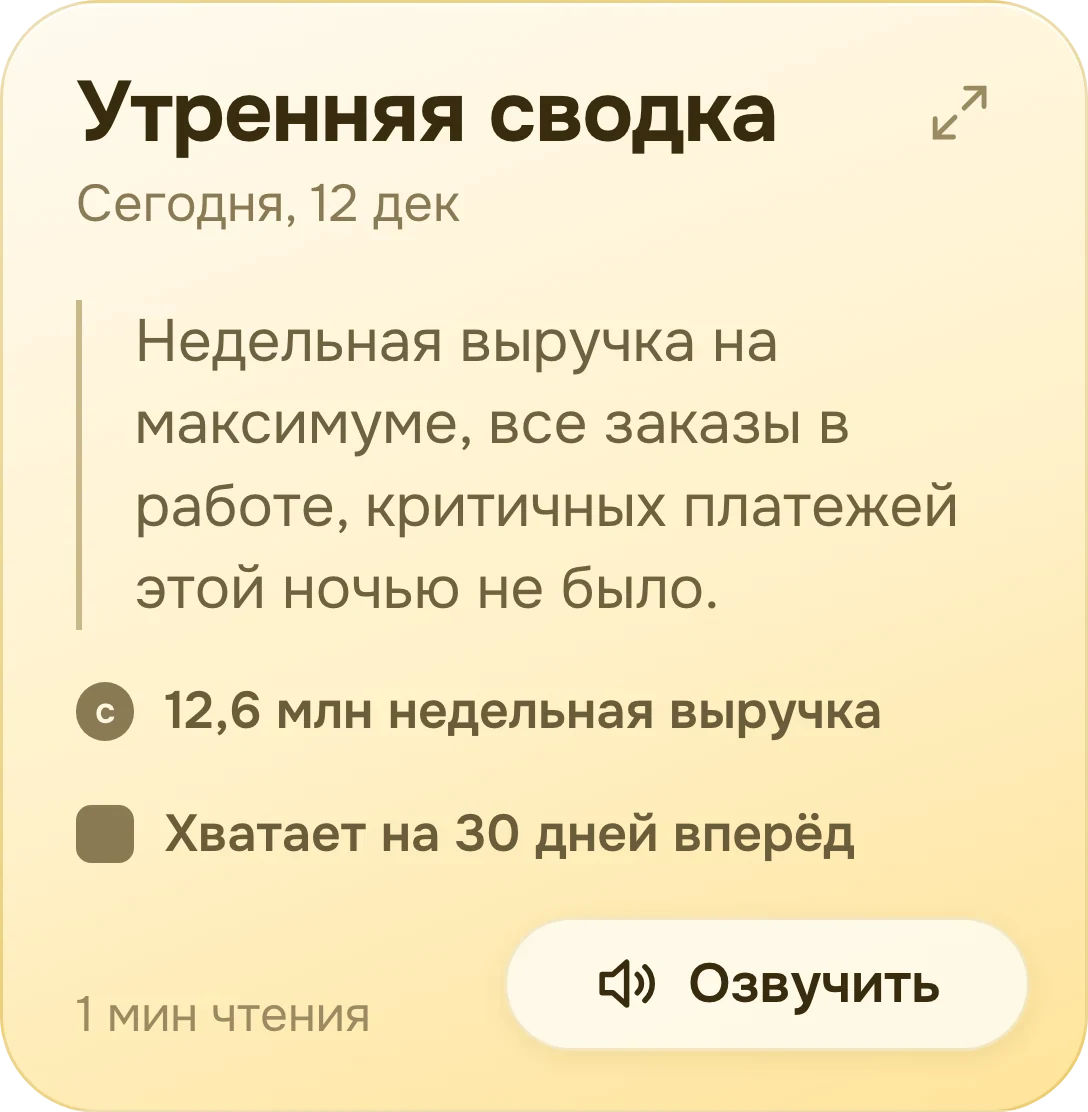 Утренняя сводка
Сегодня, 12 дек
Недельная выручка на
максимуме, все заказы в
работе, критичных платежей
этой ночью не было.
с 12,6 млн недельная выручка
Хватает на 30 дней вперёд
1 мин чтения
Озвучить